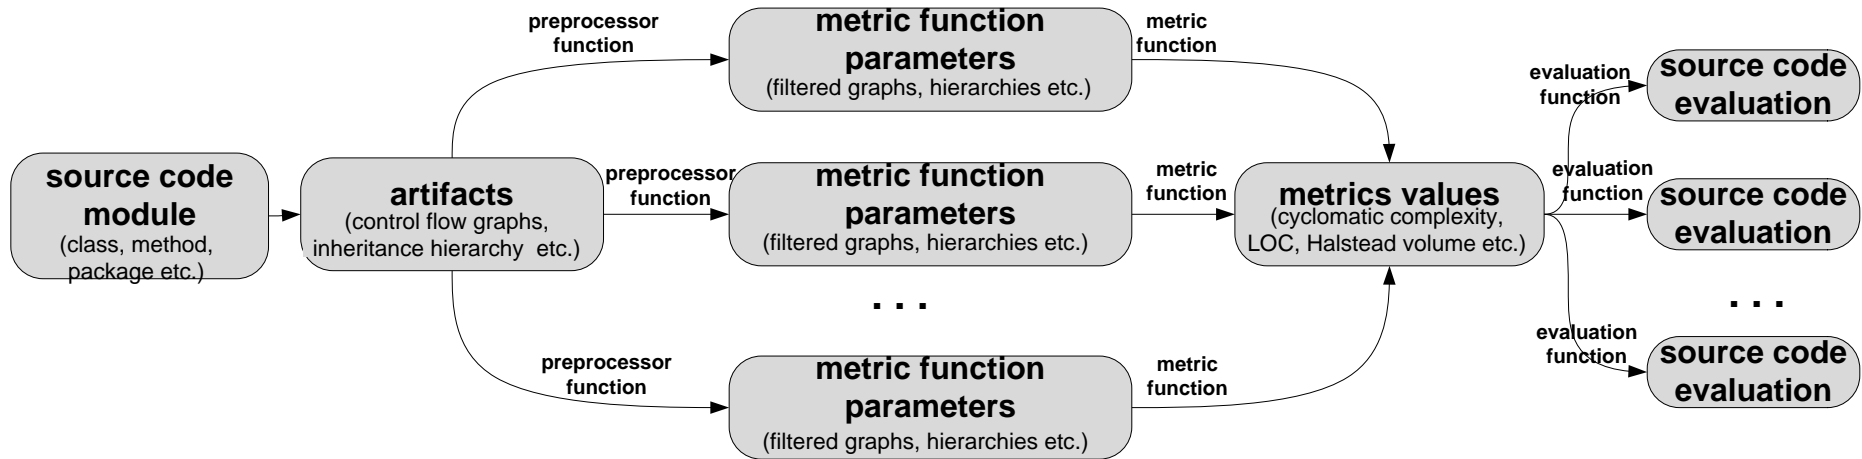 source code
module
(class, method,
package etc.)
artifacts
(control flow graphs,
inheritance hierarchy etc.)
preprocessor
function
metric function
parameters
(filtered graphs, hierarchies etc.)
metric
function
preprocessor
function
metric function
parameters
(filtered graphs, hierarchies etc.)
metric
function
. . .
preprocessor
function
metric function
parameters
(filtered graphs, hierarchies etc.)
metric
function
metrics values
(cyclomatic complexity,
LOC, Halstead volume etc.)
evaluation
function
source code
evaluation
evaluation
function
source code
evaluation
. . .
evaluation
function
source code
evaluation